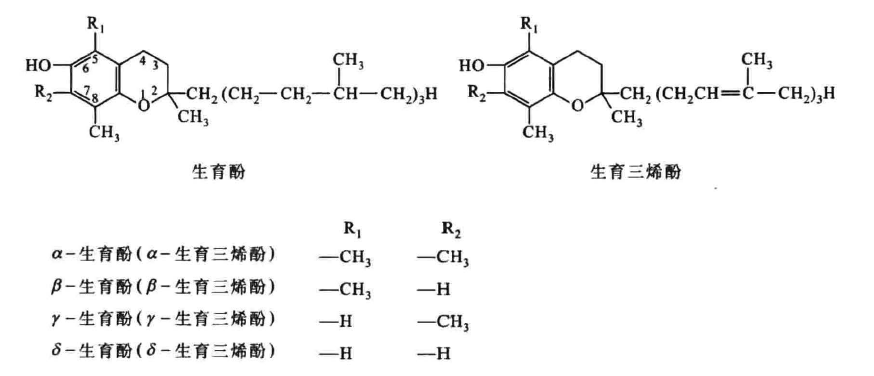 R₁
HO
R₂
5
6
7
8
4
3
2
1
O
CH₃
CH₃
CH₂(CH₂—CH₂—CH—CH₂)₃H
CH₃
生育酚
R₁
HO
R₂
O
CH₃
CH₃
CH₂(CH₂CH=C—CH₂)₃H
CH₃
生育三烯酚
R₁ R₂
α-生育酚(α-生育三烯酚) —CH₃ —CH₃
β-生育酚(β-生育三烯酚) —CH₃ —H
γ-生育酚(γ-生育三烯酚) —H —CH₃
δ-生育酚(δ-生育三烯酚) —H —H